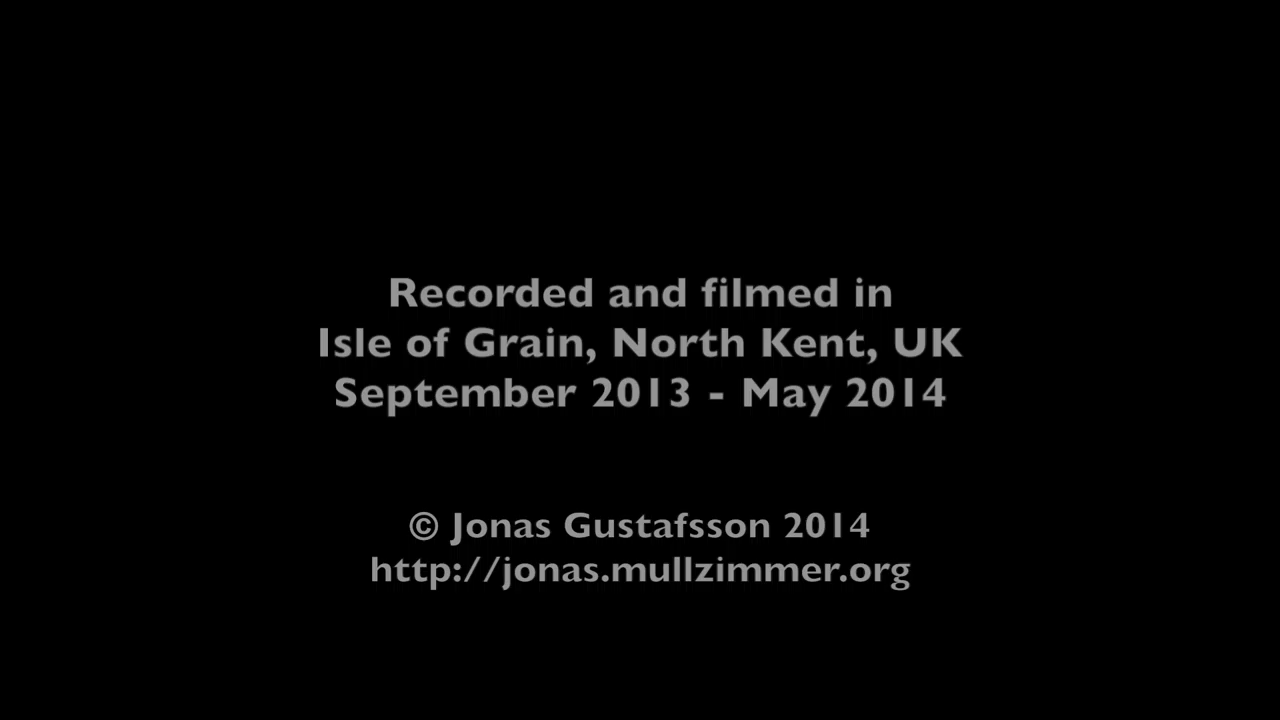 Recorded and filmed in
Isle of Grain, North Kent, UK
September 2013 - May 2014
© Jonas Gustafsson 2014
http://jonas.mullzimmer.org